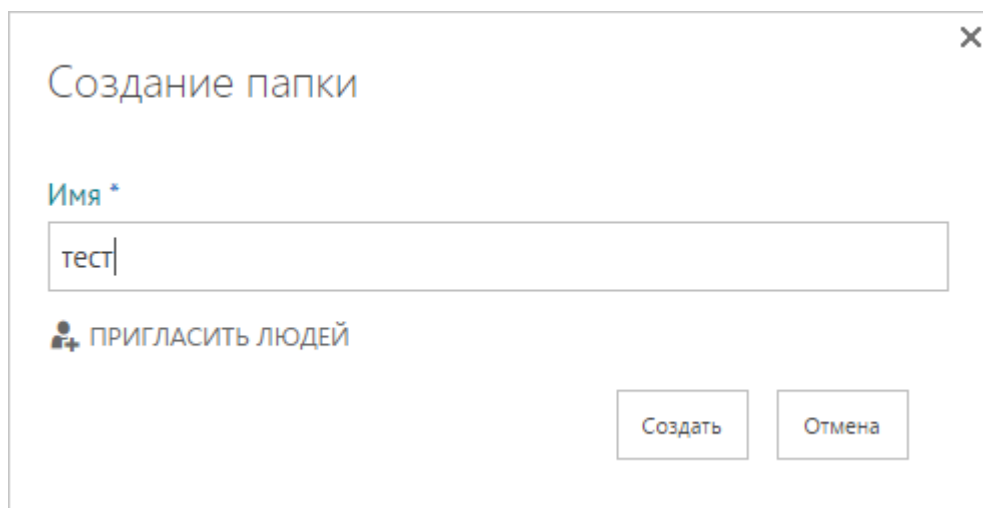 Создание папки
Имя *
тест
ПРИГЛАСИТЬ ЛЮДЕЙ
Создать Отмена